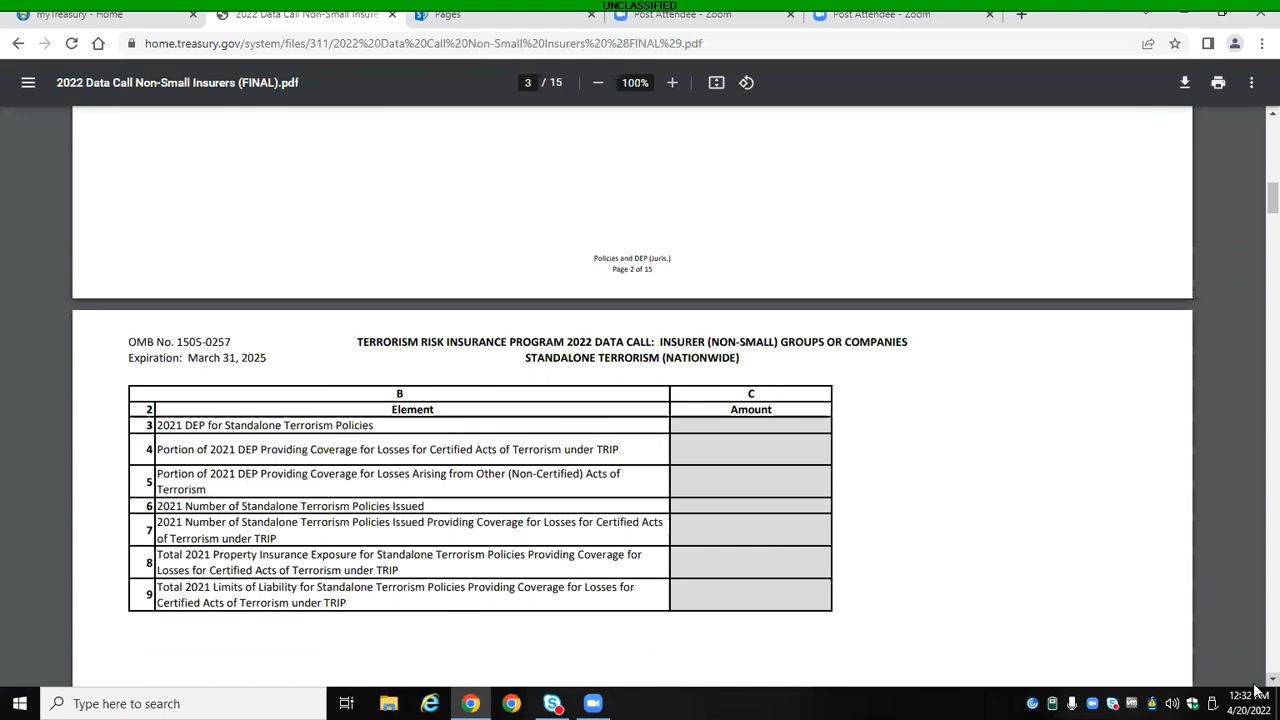 UNCLASSIFIED
myTreasury - Home
2022 Data Call Non-Small Insure
Pages
Post Attendee - Zoom
Post Attendee - Zoom
home.treasury.gov/system/files/311/2022%20Data%20Call%20Non-Small%20Insurers%20%28FINAL%29.pdf
2022 Data Call Non-Small Insurers (FINAL).pdf
3 / 15
100%
Policies and DEP (Juris.)
Page 2 of 15
OMB No. 1505-0257
TERRORISM RISK INSURANCE PROGRAM 2022 DATA CALL: INSURER (NON-SMALL) GROUPS OR COMPANIES
Expiration: March 31, 2025
STANDALONE TERRORISM (NATIONWIDE)
B C
2 Element Amount
3 2021 DEP for Standalone Terrorism Policies
4 Portion of 2021 DEP Providing Coverage for Losses for Certified Acts of Terrorism under TRIP
5 Portion of 2021 DEP Providing Coverage for Losses Arising from Other (Non-Certified) Acts of
Terrorism
6 2021 Number of Standalone Terrorism Policies Issued
7 2021 Number of Standalone Terrorism Policies Issued Providing Coverage for Losses for Certified Acts
of Terrorism under TRIP
8 Total 2021 Property Insurance Exposure for Standalone Terrorism Policies Providing Coverage for
Losses for Certified Acts of Terrorism under TRIP
9 Total 2021 Limits of Liability for Standalone Terrorism Policies Providing Coverage for Losses for
Certified Acts of Terrorism under TRIP
Type here to search
12:32 PM
4/20/2022